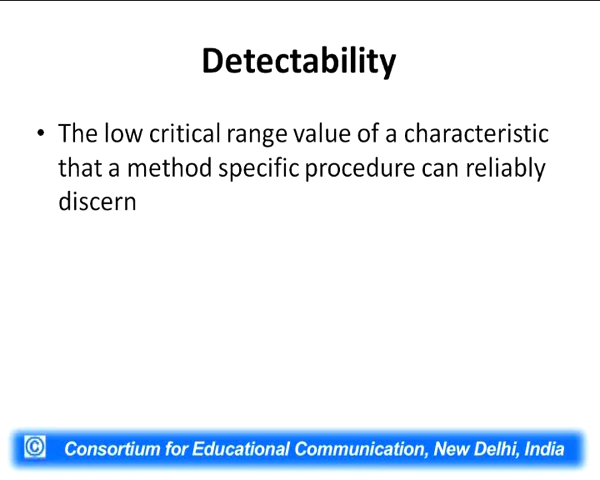 Detectability
• The low critical range value of a characteristic
that a method specific procedure can reliably
discern
© Consortium for Educational Communication, New Delhi, India